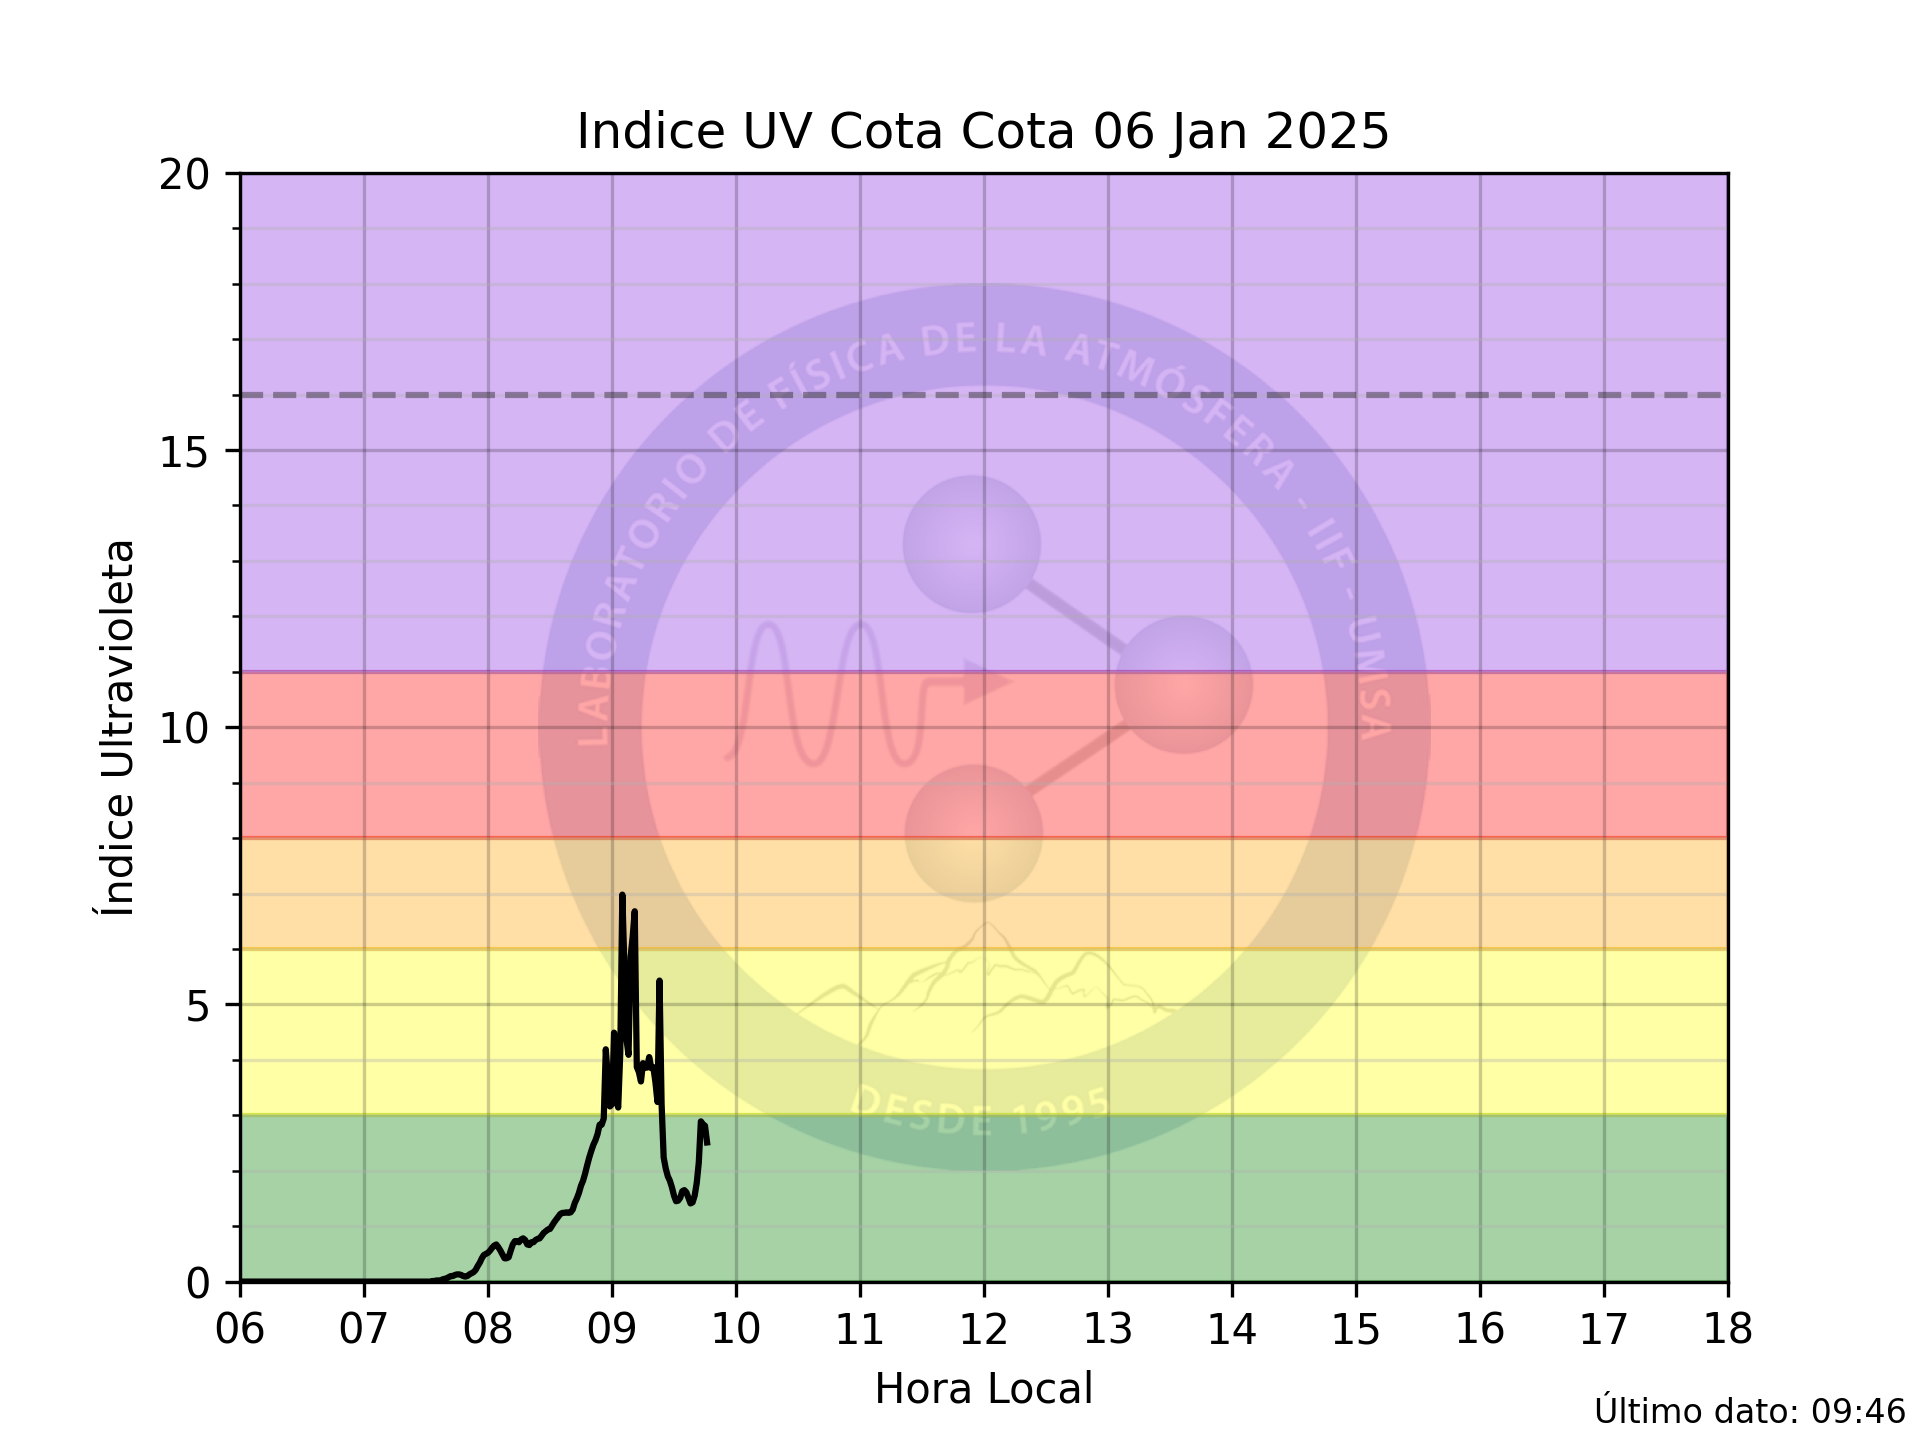 Indice UV Cota Cota 06 Jan 2025
20
15
10
5
0
Índice Ultravioleta
LABORATORIO DE FÍSICA DE LA ATMÓSFERA - IIF - UMSA
DESDE 1995
06 07 08 09 10 11 12 13 14 15 16 17 18
Hora Local
Último dato: 09:46